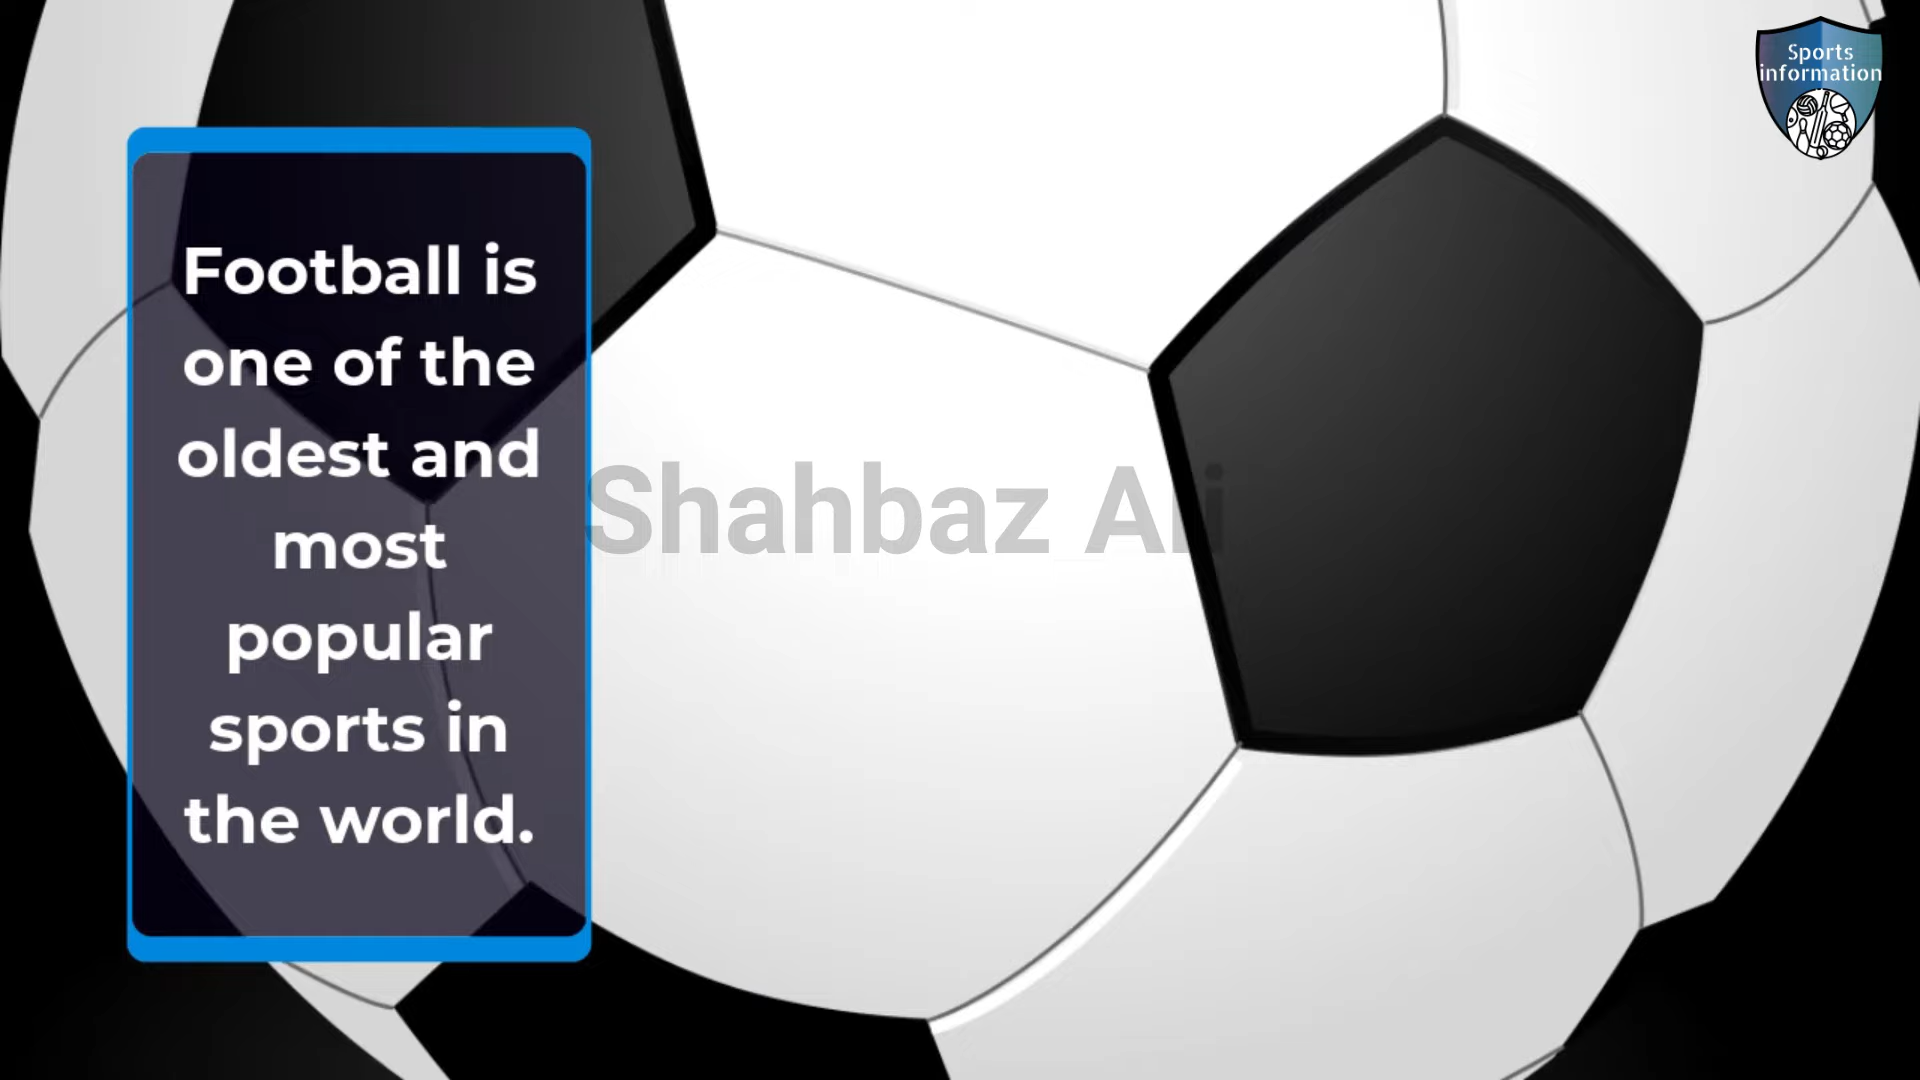 Sports
information
Football is
one of the
oldest and
most
popular
sports in
the world.
Shahbaz Ali